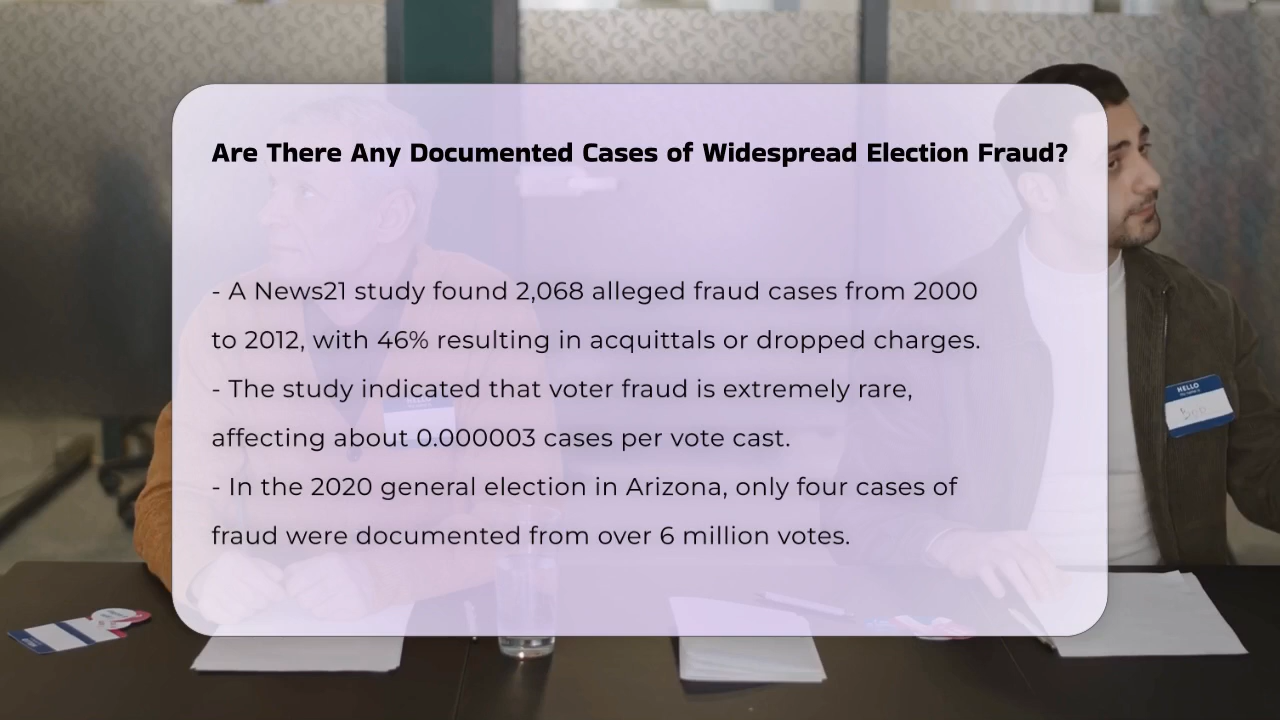 Are There Any Documented Cases of Widespread Election Fraud?
- A News21 study found 2,068 alleged fraud cases from 2000
to 2012, with 46% resulting in acquittals or dropped charges.
- The study indicated that voter fraud is extremely rare,
affecting about 0.000003 cases per vote cast.
- In the 2020 general election in Arizona, only four cases of
fraud were documented from over 6 million votes.
HELLO